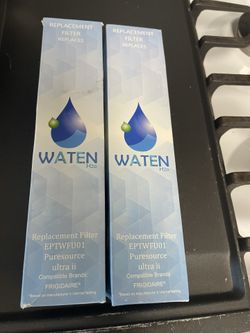 REPLACEMENT
FILTER
REPLACES
WATEN
H2o
Replacement Filter
EPTWFU01
Puresource
ultra ii
Compatible Brands:
FRIGIDAIRE®
REPLACEMENT
FILTER
REPLACES
WATEN
H2o
Replacement Filter
EPTWFU01
Puresource
ultra ii
Compatible Brands:
FRIGIDAIRE®